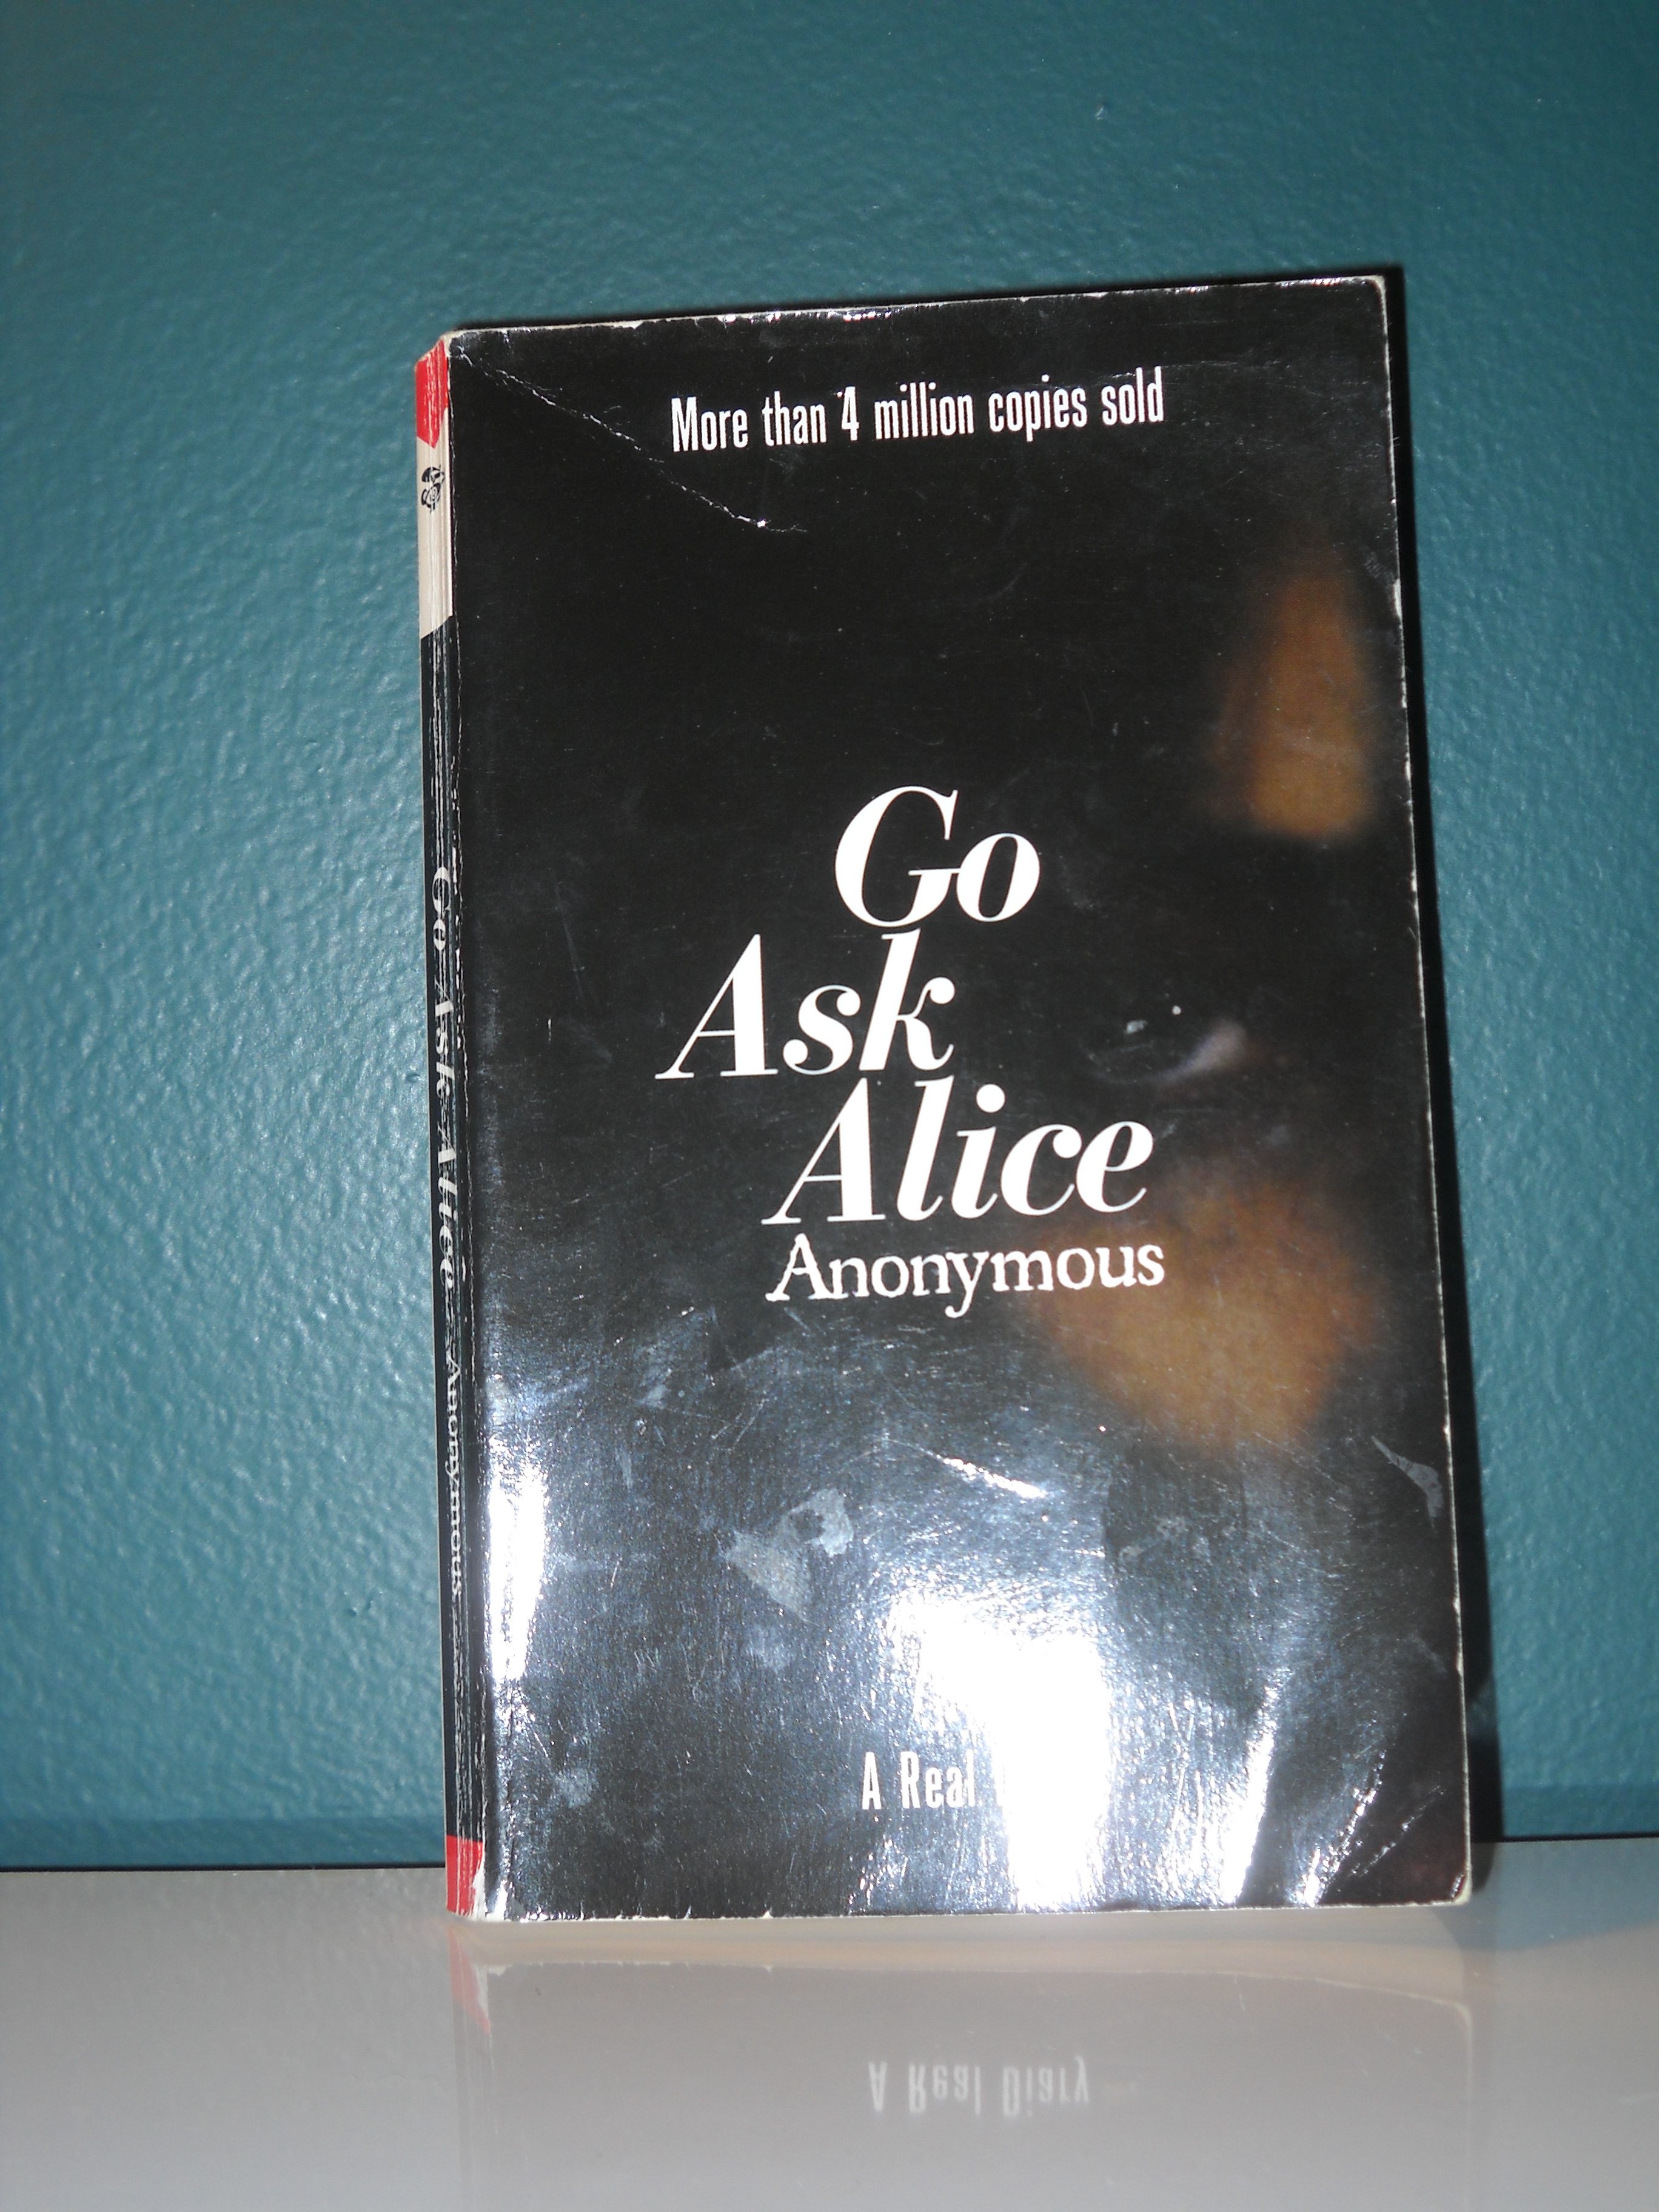 More than 4 million copies sold
Go
Ask
Alice
Anonymous
A Real
Go Ask Alice Anonymous
A Real Diary